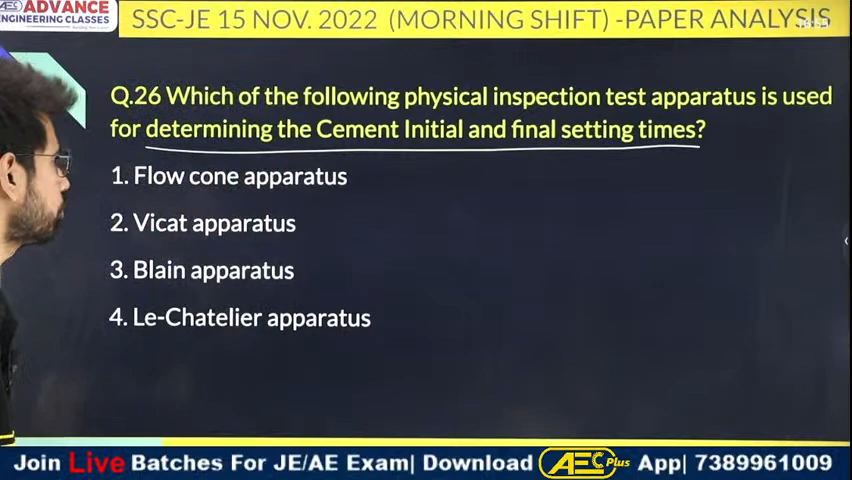 AEC ADVANCE
ENGINEERING CLASSES
SSC-JE 15 NOV. 2022 (MORNING SHIFT) -PAPER ANALYSIS
Q.26 Which of the following physical inspection test apparatus is used
for determining the Cement Initial and final setting times?
1. Flow cone apparatus
2. Vicat apparatus
3. Blain apparatus
4. Le-Chatelier apparatus
Join Live Batches For JE/AE Exam| Download AEC Plus App| 7389961009